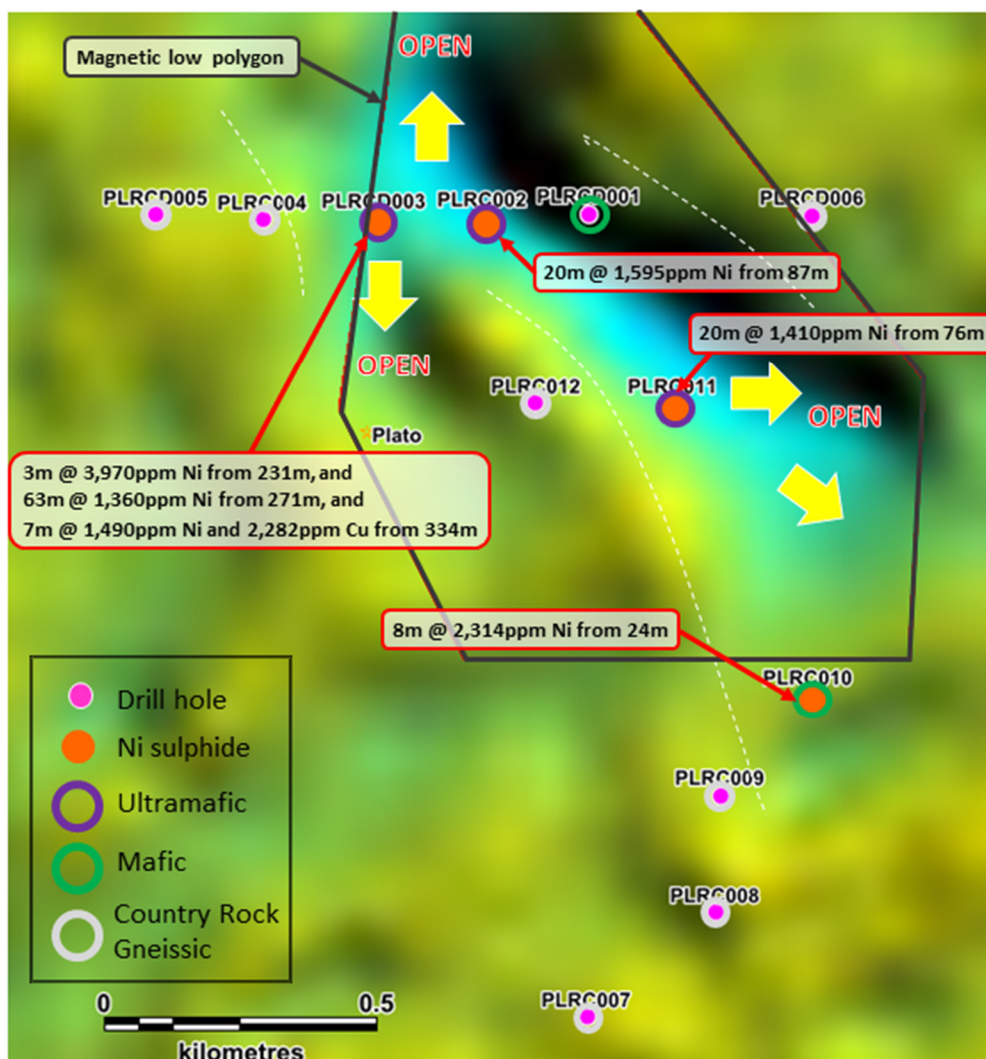 OPEN
Magnetic low polygon
PLRCD005
PLRC004
PLRCD003
PLRC002
PLRCD001
PLRCD006
20m @ 1,595ppm Ni from 87m
20m @ 1,410ppm Ni from 76m
OPEN
PLRC012
PLRC011
OPEN
Plato
3m @ 3,970ppm Ni from 231m, and
63m @ 1,360ppm Ni from 271m, and
7m @ 1,490ppm Ni and 2,282ppm Cu from 334m
8m @ 2,314ppm Ni from 24m
PLRC010
PLRC009
PLRC008
PLRC007
Drill hole
Ni sulphide
Ultramafic
Mafic
Country Rock
Gneissic
0 0.5
kilometres